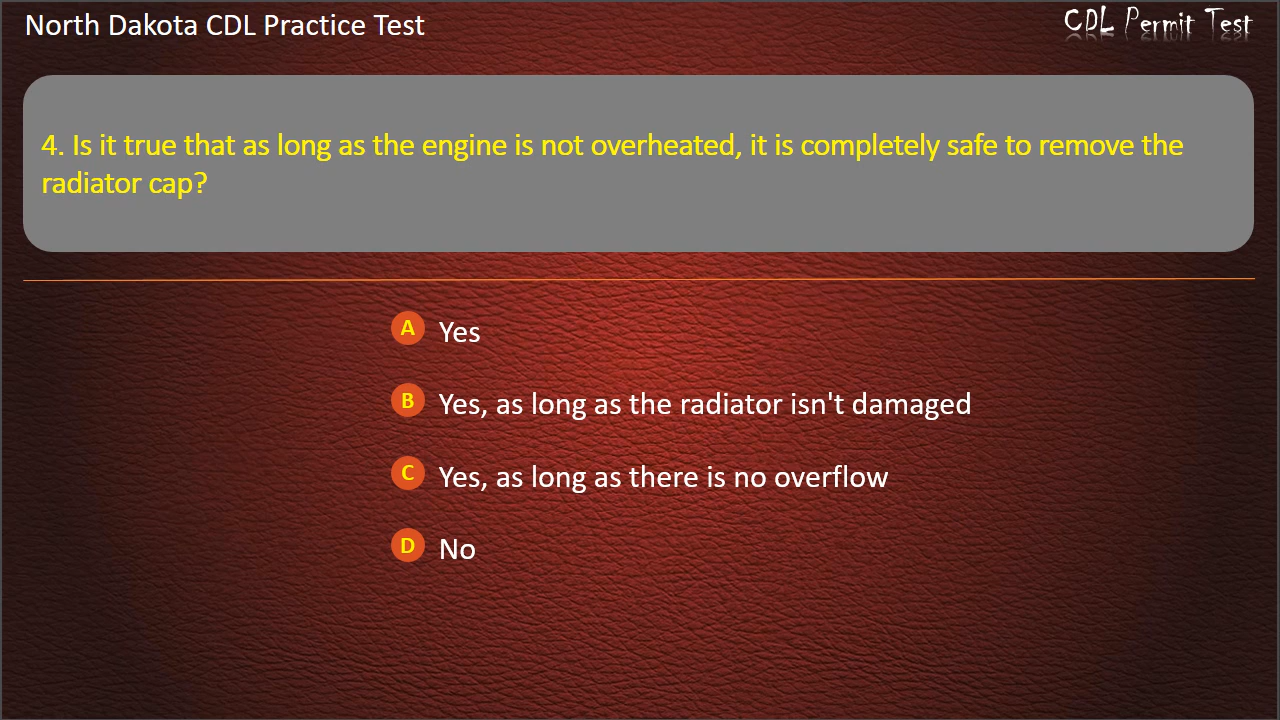 North Dakota CDL Practice Test
CDL Permit Test
4. Is it true that as long as the engine is not overheated, it is completely safe to remove the
radiator cap?
A Yes
B Yes, as long as the radiator isn't damaged
C Yes, as long as there is no overflow
D No